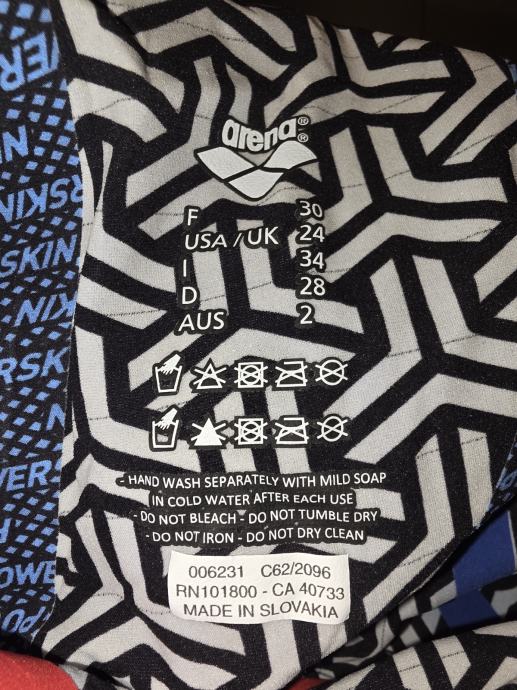 arena®
®
F 30
USA / UK 24
I 34
D 28
AUS 2
- HAND WASH SEPARATELY WITH MILD SOAP
IN COLD WATER AFTER EACH USE
- DO NOT BLEACH - DO NOT TUMBLE DRY
- DO NOT IRON - DO NOT DRY CLEAN
006231 C62/2096
RN101800 - CA 40733
MADE IN SLOVAKIA
SKIN